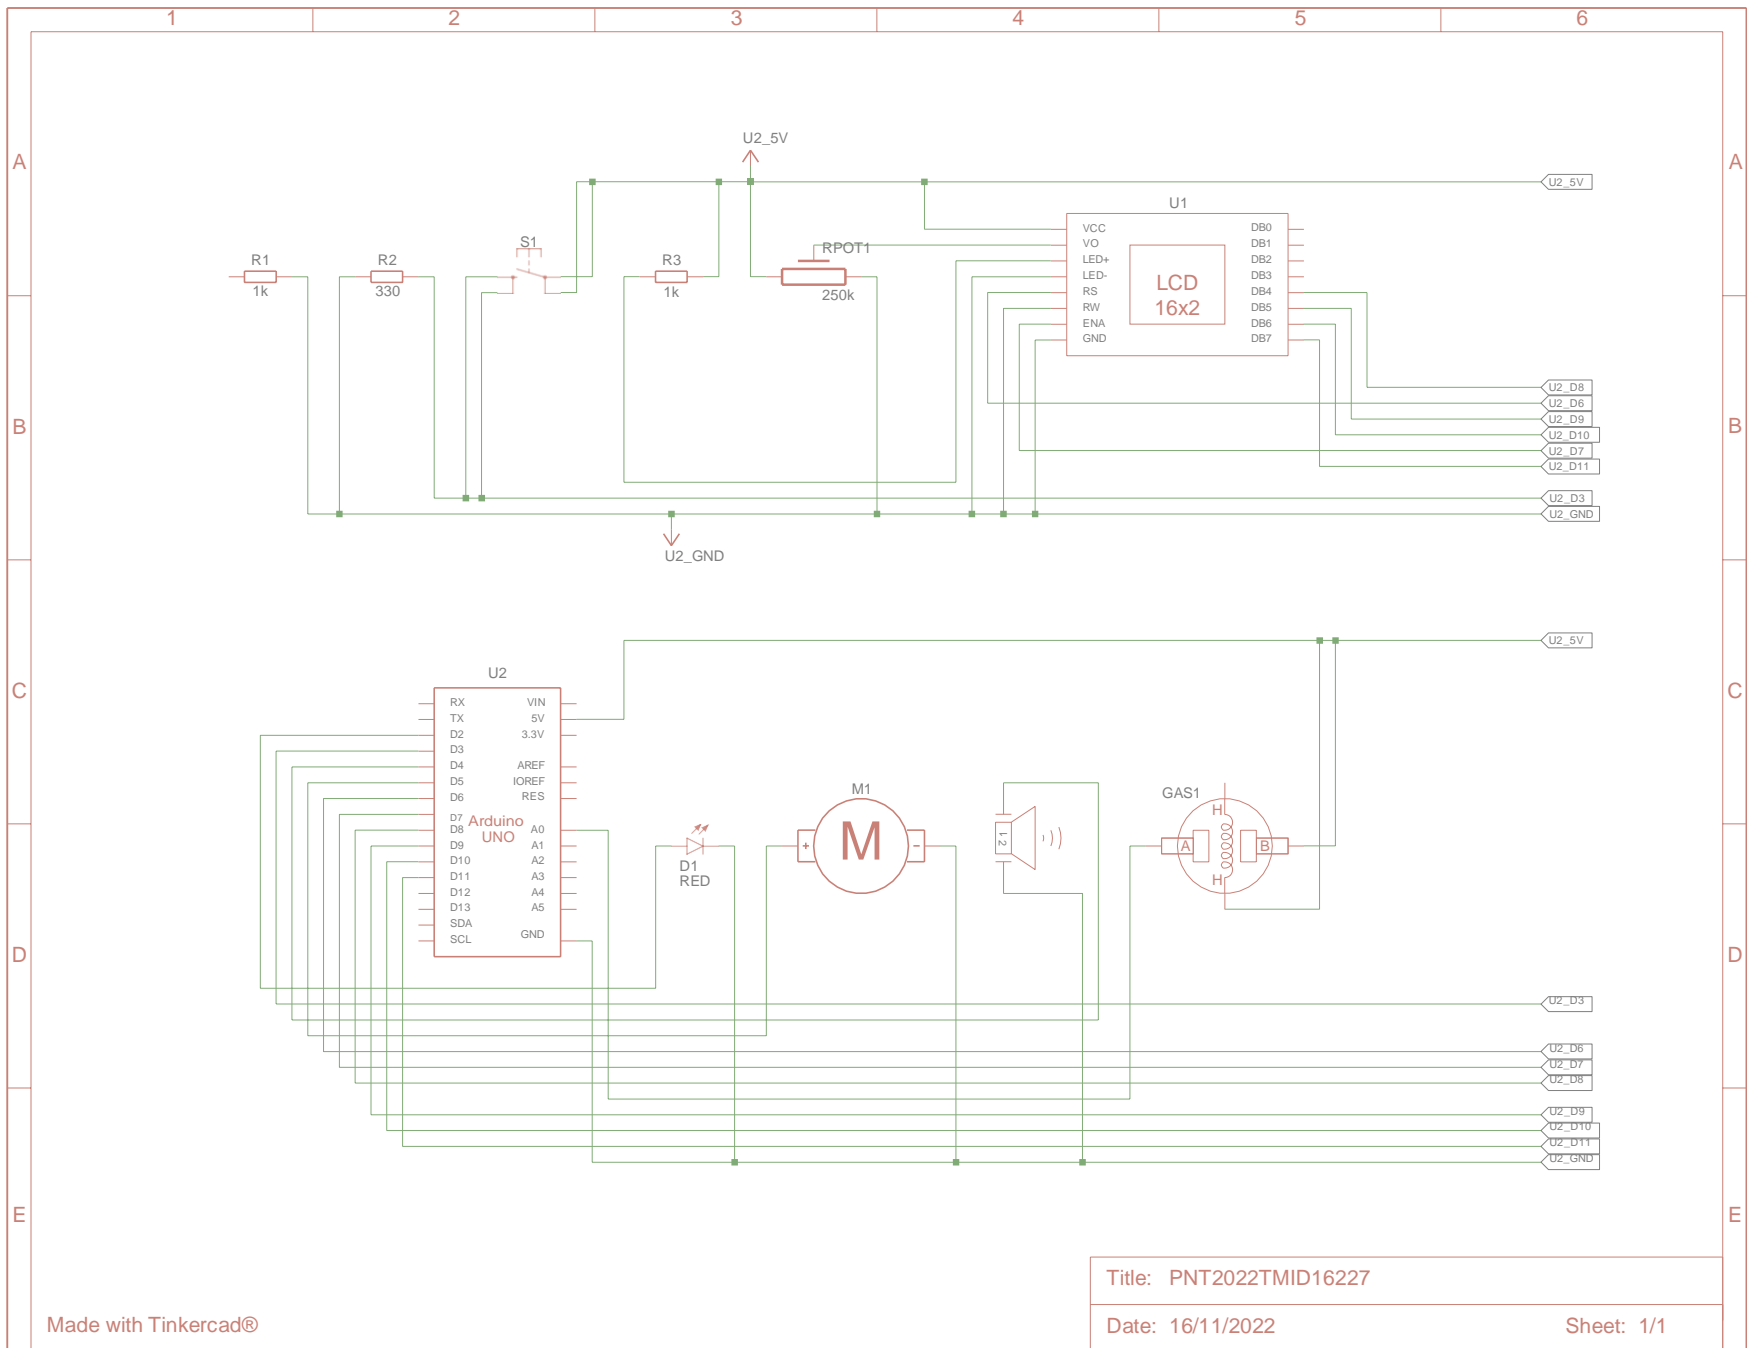 1 2 3 4 5 6
A A
U2_5V
U2_5V
U1
S1
R1 R2 R3 RPOT1
1k 330 1k 250k
VCC DB0
VO DB1
LED+ DB2
LED- DB3
RS DB4
RW DB5
ENA DB6
GND DB7
LCD
16x2
B B
U2_D8
U2_D6
U2_D9
U2_D10
U2_D7
U2_D11
U2_D3
U2_GND
U2_GND
U2_5V
C C
U2
RX VIN
TX 5V
D2 3.3V
D3
D4 AREF
D5 IOREF
D6 RES
D7
D8 A0
D9 A1
D10 A2
D11 A3
D12 A4
D13 A5
SDA
SCL GND
Arduino
UNO
D1
RED
M1
+ M -
1 2
GAS1
H
A B
H
D D
U2_D3
U2_D6
U2_D7
U2_D8
U2_D9
U2_D10
U2_D11
U2_GND
E E
Title: PNT2022TMID16227
Made with Tinkercad®
Date: 16/11/2022 Sheet: 1/1